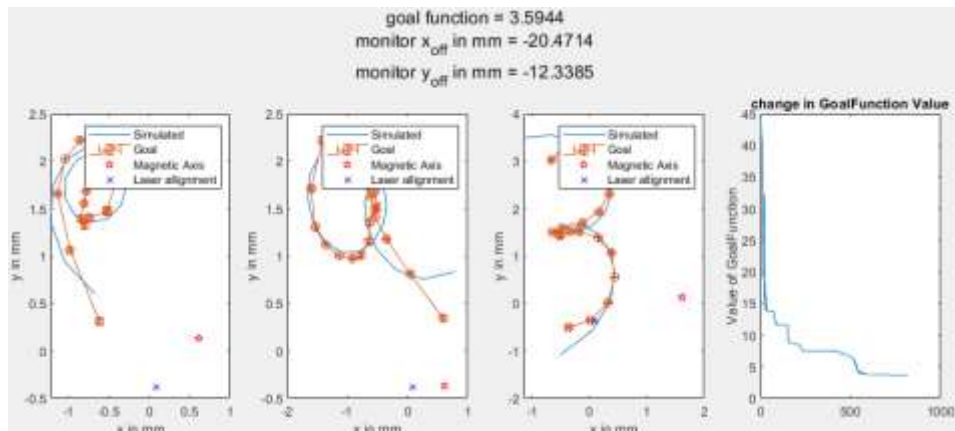 goal function = 3.5944
monitor x_off in mm = -20.4714
monitor y_off in mm = -12.3385
change in GoalFunction Value
2.5
2
1.5
1
0.5
0
-0.5
-1
-0.5
0
0.5
1
y in mm
x in mm
Simulated
Goal
Magnetic Axis
Laser allignment
2.5
2
1.5
1
0.5
0
-0.5
-2
-1
0
1
y in mm
x in mm
Simulated
Goal
Magnetic Axis
Laser allignment
4
3
2
1
0
-1
-2
-1
0
1
2
y in mm
x in mm
Simulated
Goal
Magnetic Axis
Laser allignment
45
40
35
30
25
20
15
10
5
0
0
500
1000
Value of GoalFunction